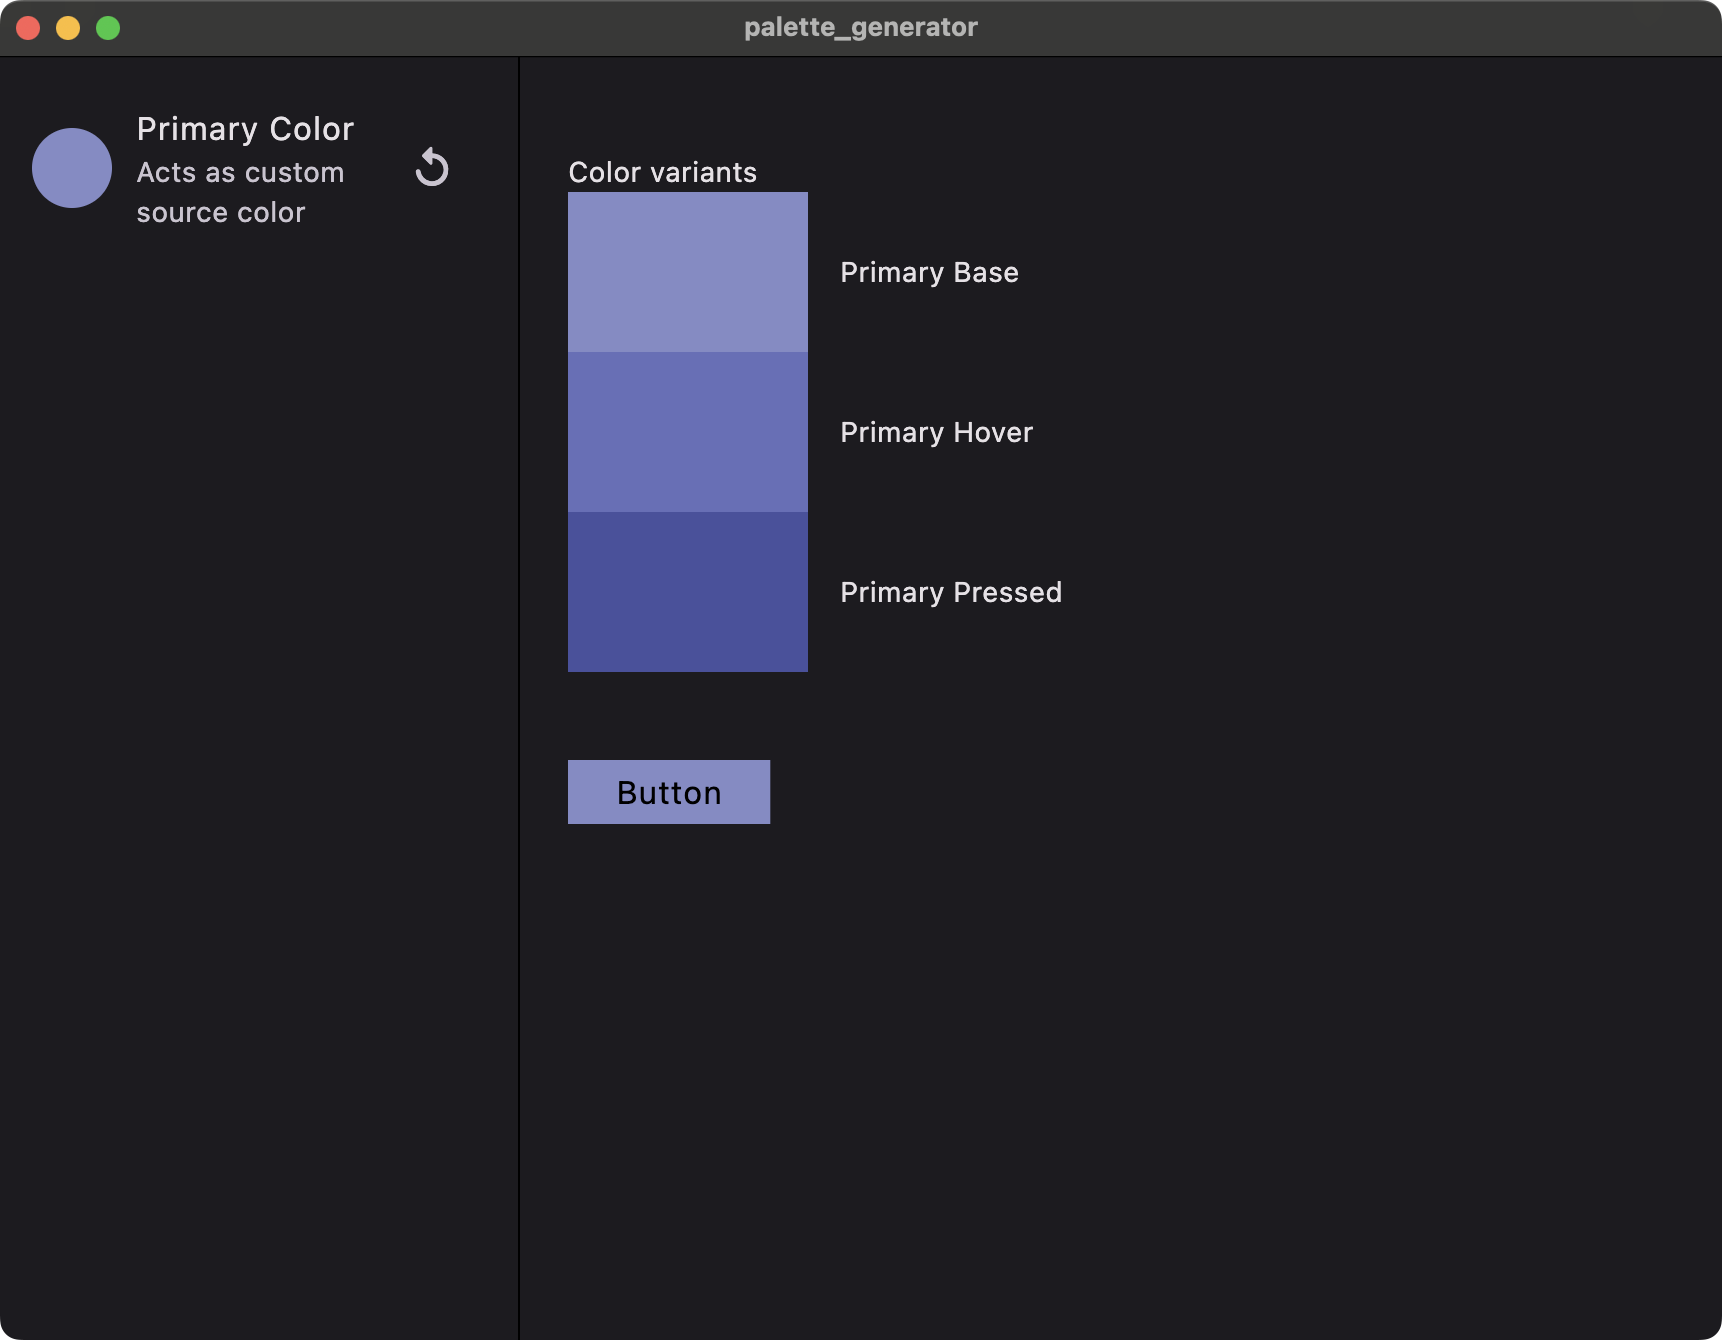 palette_generator
Primary Color
Acts as custom
source color
Color variants
Primary Base
Primary Hover
Primary Pressed
Button